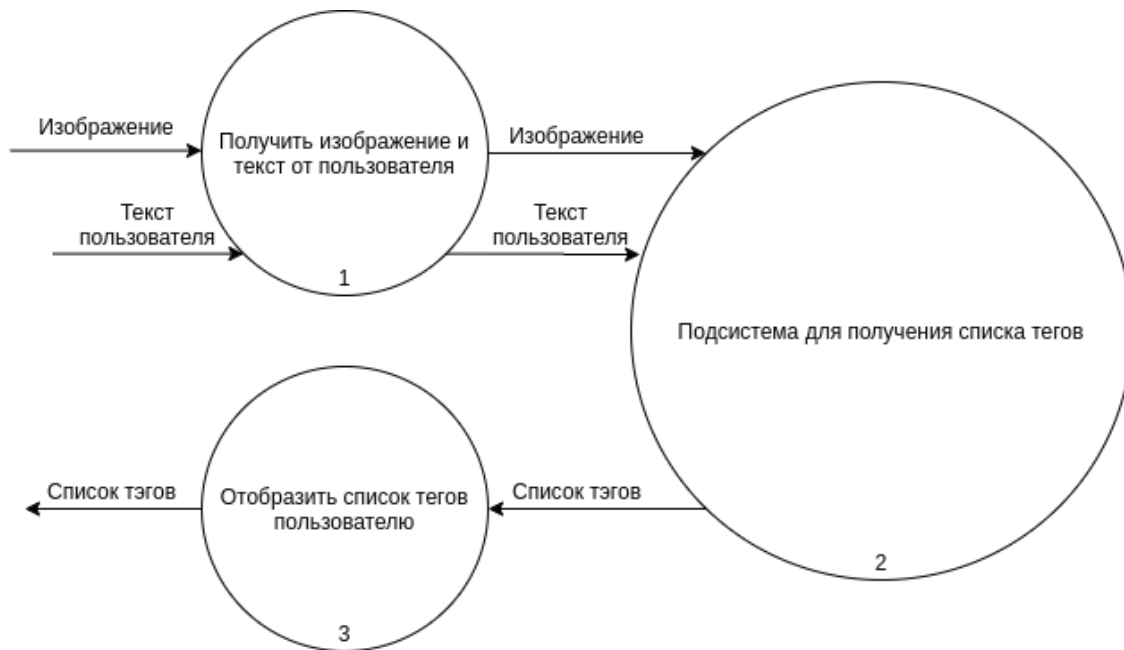 Изображение
Получить изображение и
текст от пользователя
Изображение
Текст
пользователя
Текст
пользователя
1
Подсистема для получения списка тегов
2
Список тэгов
Отобразить список тегов
пользователю
Список тэгов
3